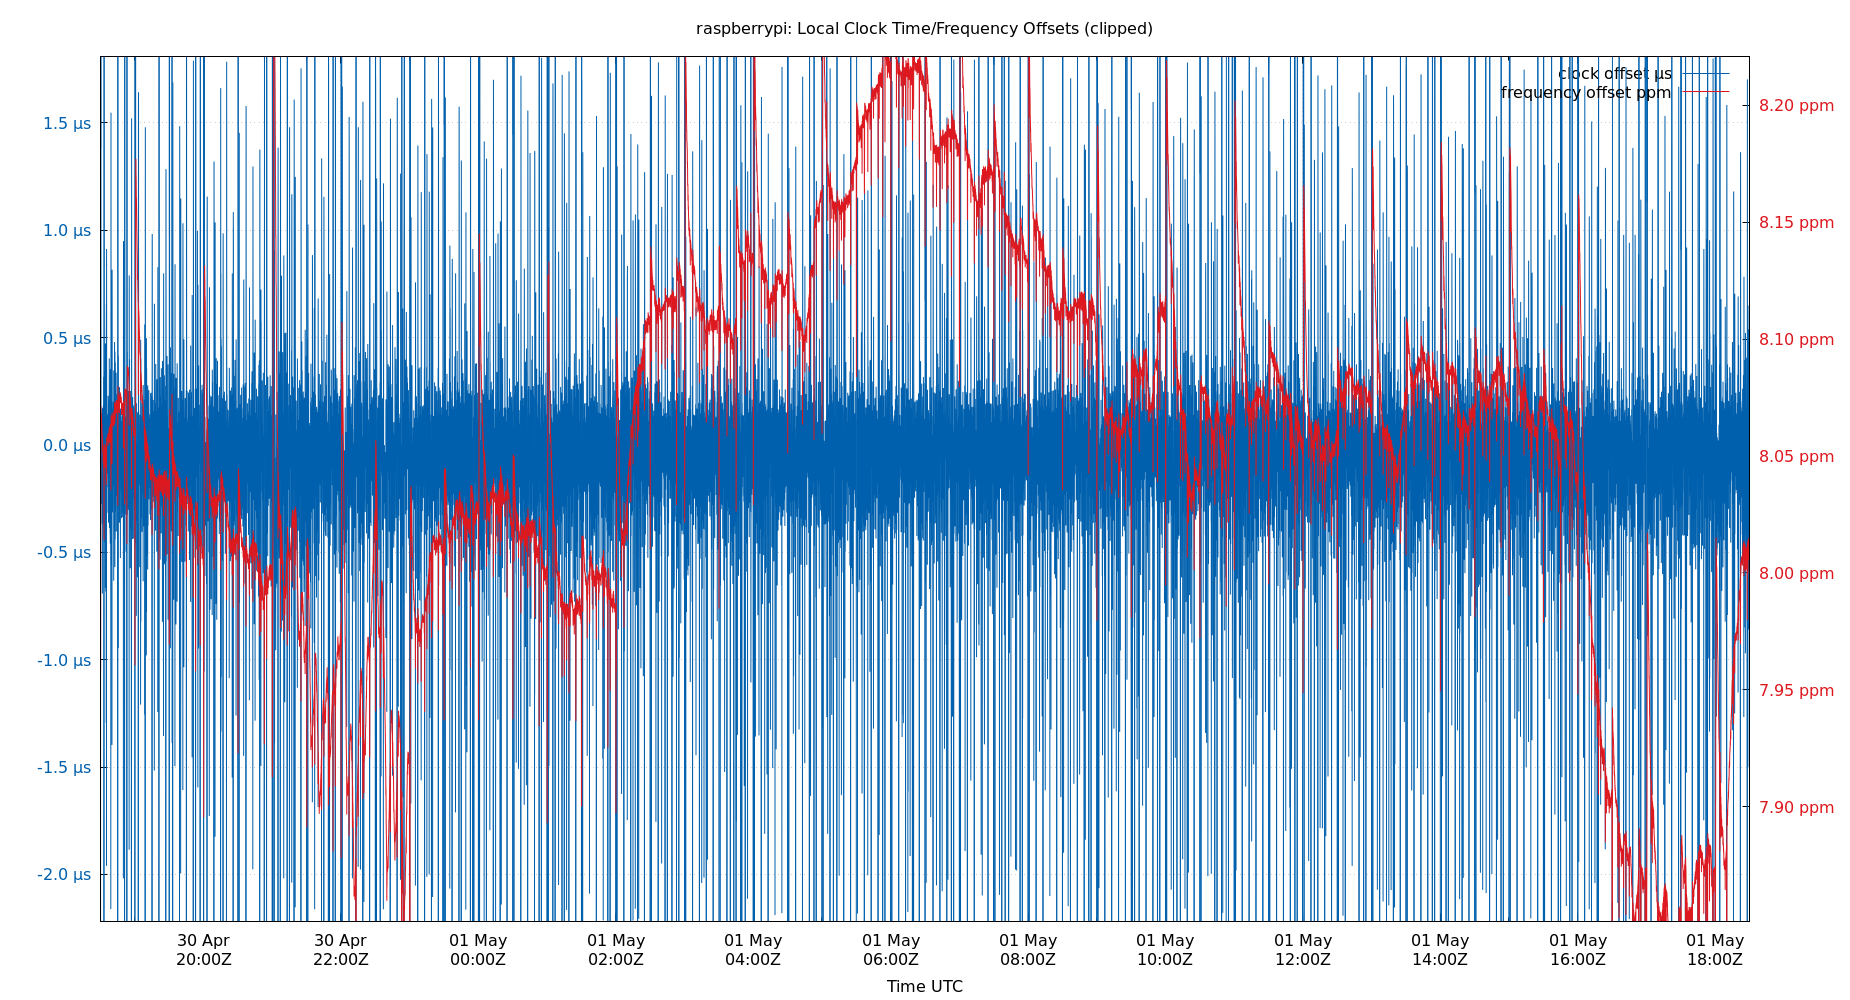 raspberrypi: Local Clock Time/Frequency Offsets (clipped)
clock offset µs
frequency offset ppm
1.5 µs
1.0 µs
0.5 µs
0.0 µs
-0.5 µs
-1.0 µs
-1.5 µs
-2.0 µs
8.20 ppm
8.15 ppm
8.10 ppm
8.05 ppm
8.00 ppm
7.95 ppm
7.90 ppm
30 Apr
20:00Z
30 Apr
22:00Z
01 May
00:00Z
01 May
02:00Z
01 May
04:00Z
01 May
06:00Z
01 May
08:00Z
01 May
10:00Z
01 May
12:00Z
01 May
14:00Z
01 May
16:00Z
01 May
18:00Z
Time UTC